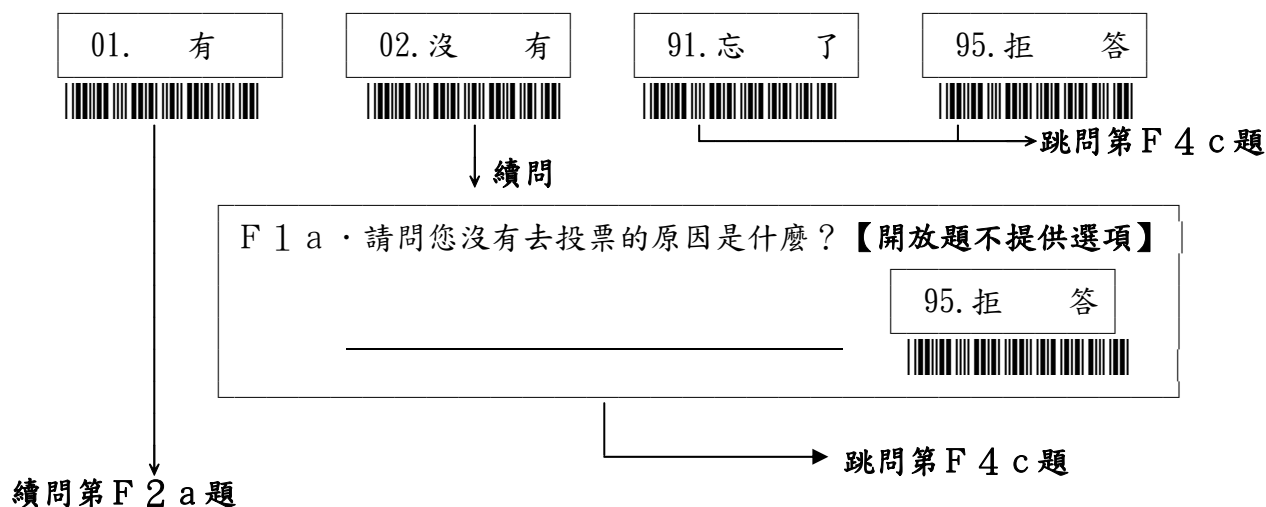 01. 有 02.沒 有 91.忘 了 95.拒 答
跳問第F４c題
續問
F１a．請問您沒有去投票的原因是什麼？【開放題不提供選項】
95.拒 答
跳問第F４c題
續問第F２a題